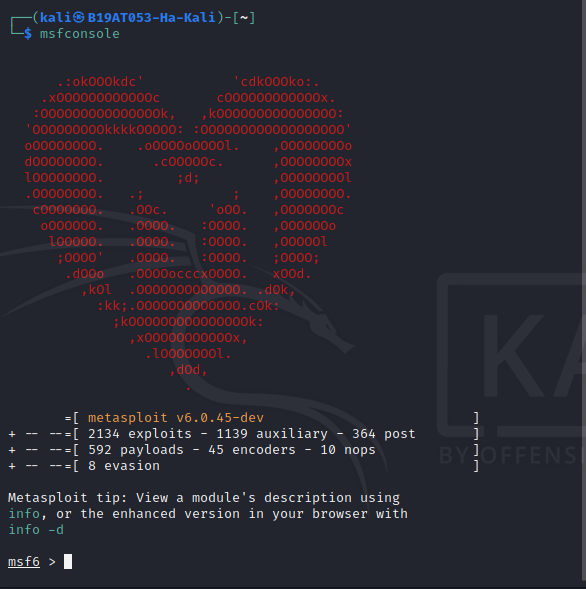 ┌──(kali㉿B19AT053-Ha-Kali)-[~]
└─$ msfconsole
      .:okOOOkdc'           'cdkOOOko:.
    .xOOOOOOOOOOOOc       cOOOOOOOOOOOOx.
   :OOOOOOOOOOOOOOOk,   ,kOOOOOOOOOOOOOOO:
  'OOOOOOOOOkkkkOOOOO: :OOOOOOOOOOOOOOOOOO'
  oOOOOOOOO.    .oOOOOoOOOOl.    ,OOOOOOOOo
  dOOOOOOOO.      .cOOOOOc.      ,OOOOOOOOx
  lOOOOOOOO.         ;d;         ,OOOOOOOOl
  .OOOOOOOO.   .;           ;    ,OOOOOOOO.
   cOOOOOOO.   .OOc.     'oOO.   ,OOOOOOOc
    oOOOOOO.   .OOOO.   :OOOO.   ,OOOOOOo
     lOOOOO.   .OOOO.   :OOOO.   ,OOOOOl
      ;OOOO'   .OOOO.   :OOOO.   ;OOOO;
       .dOOo   .OOOOocccxOOOO.   xOOd.
         ,kOl  .OOOOOOOOOOOOO. .dOk,
           :kk;.OOOOOOOOOOOOO.cOk:
             ;kOOOOOOOOOOOOOOOk:
               ,xOOOOOOOOOOOx,
                 .lOOOOOOOl.
                    ,dOd,
                      .
       =[ metasploit v6.0.45-dev                          ]
+ -- --=[ 2134 exploits - 1139 auxiliary - 364 post       ]
+ -- --=[ 592 payloads - 45 encoders - 10 nops            ]
+ -- --=[ 8 evasion                                       ]
Metasploit tip: View a module's description using
info, or the enhanced version in your browser with
info -d
msf6 >
KA
BY OFFENSI